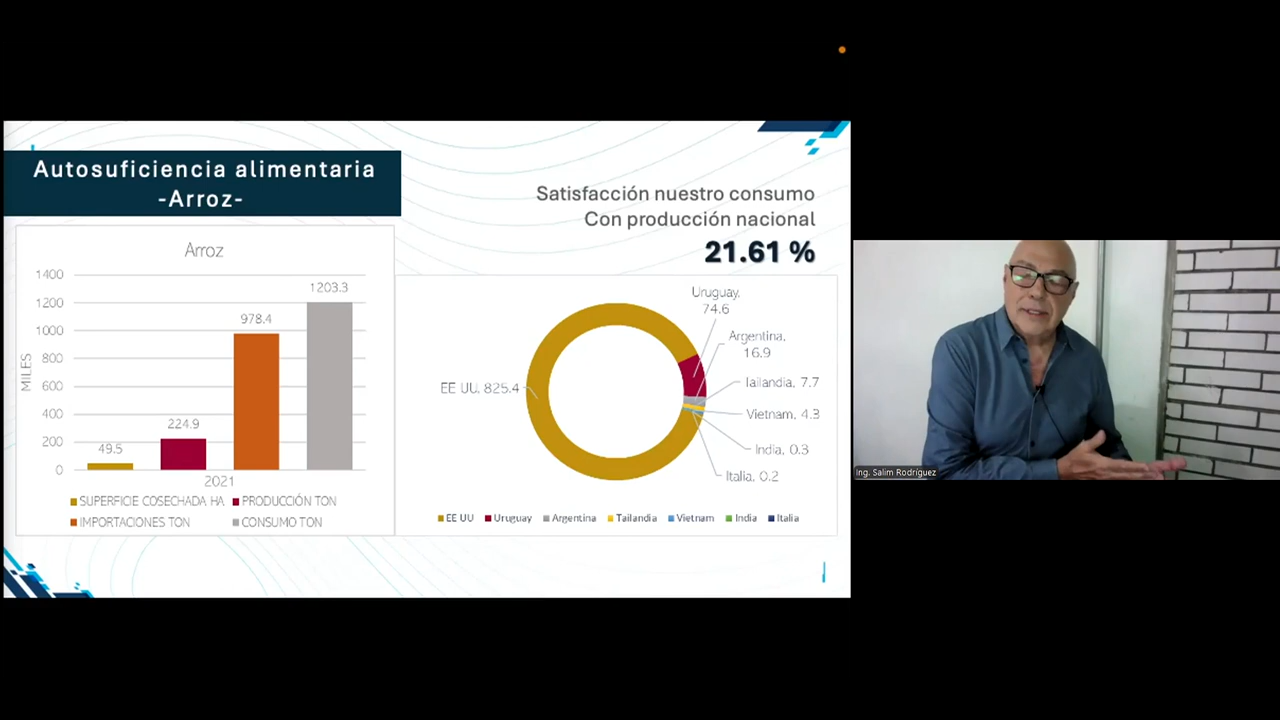 Autosuficiencia alimentaria
-Arroz-
Satisfacción nuestro consumo
Con producción nacional
21.61 %
Arroz
MILES
1400
1200
1000
800
600
400
200
0
49.5
224.9
978.4
1203.3
2021
SUPERFICIE COSECHADA HA
PRODUCCIÓN TON
IMPORTACIONES TON
CONSUMO TON
EE UU, 825.4
Uruguay,
74.6
Argentina,
16.9
Tailandia, 7.7
Vietnam, 4.3
India, 0.3
Italia, 0.2
EE UU
Uruguay
Argentina
Tailandia
Vietnam
India
Italia
Ing. Salim Rodríguez